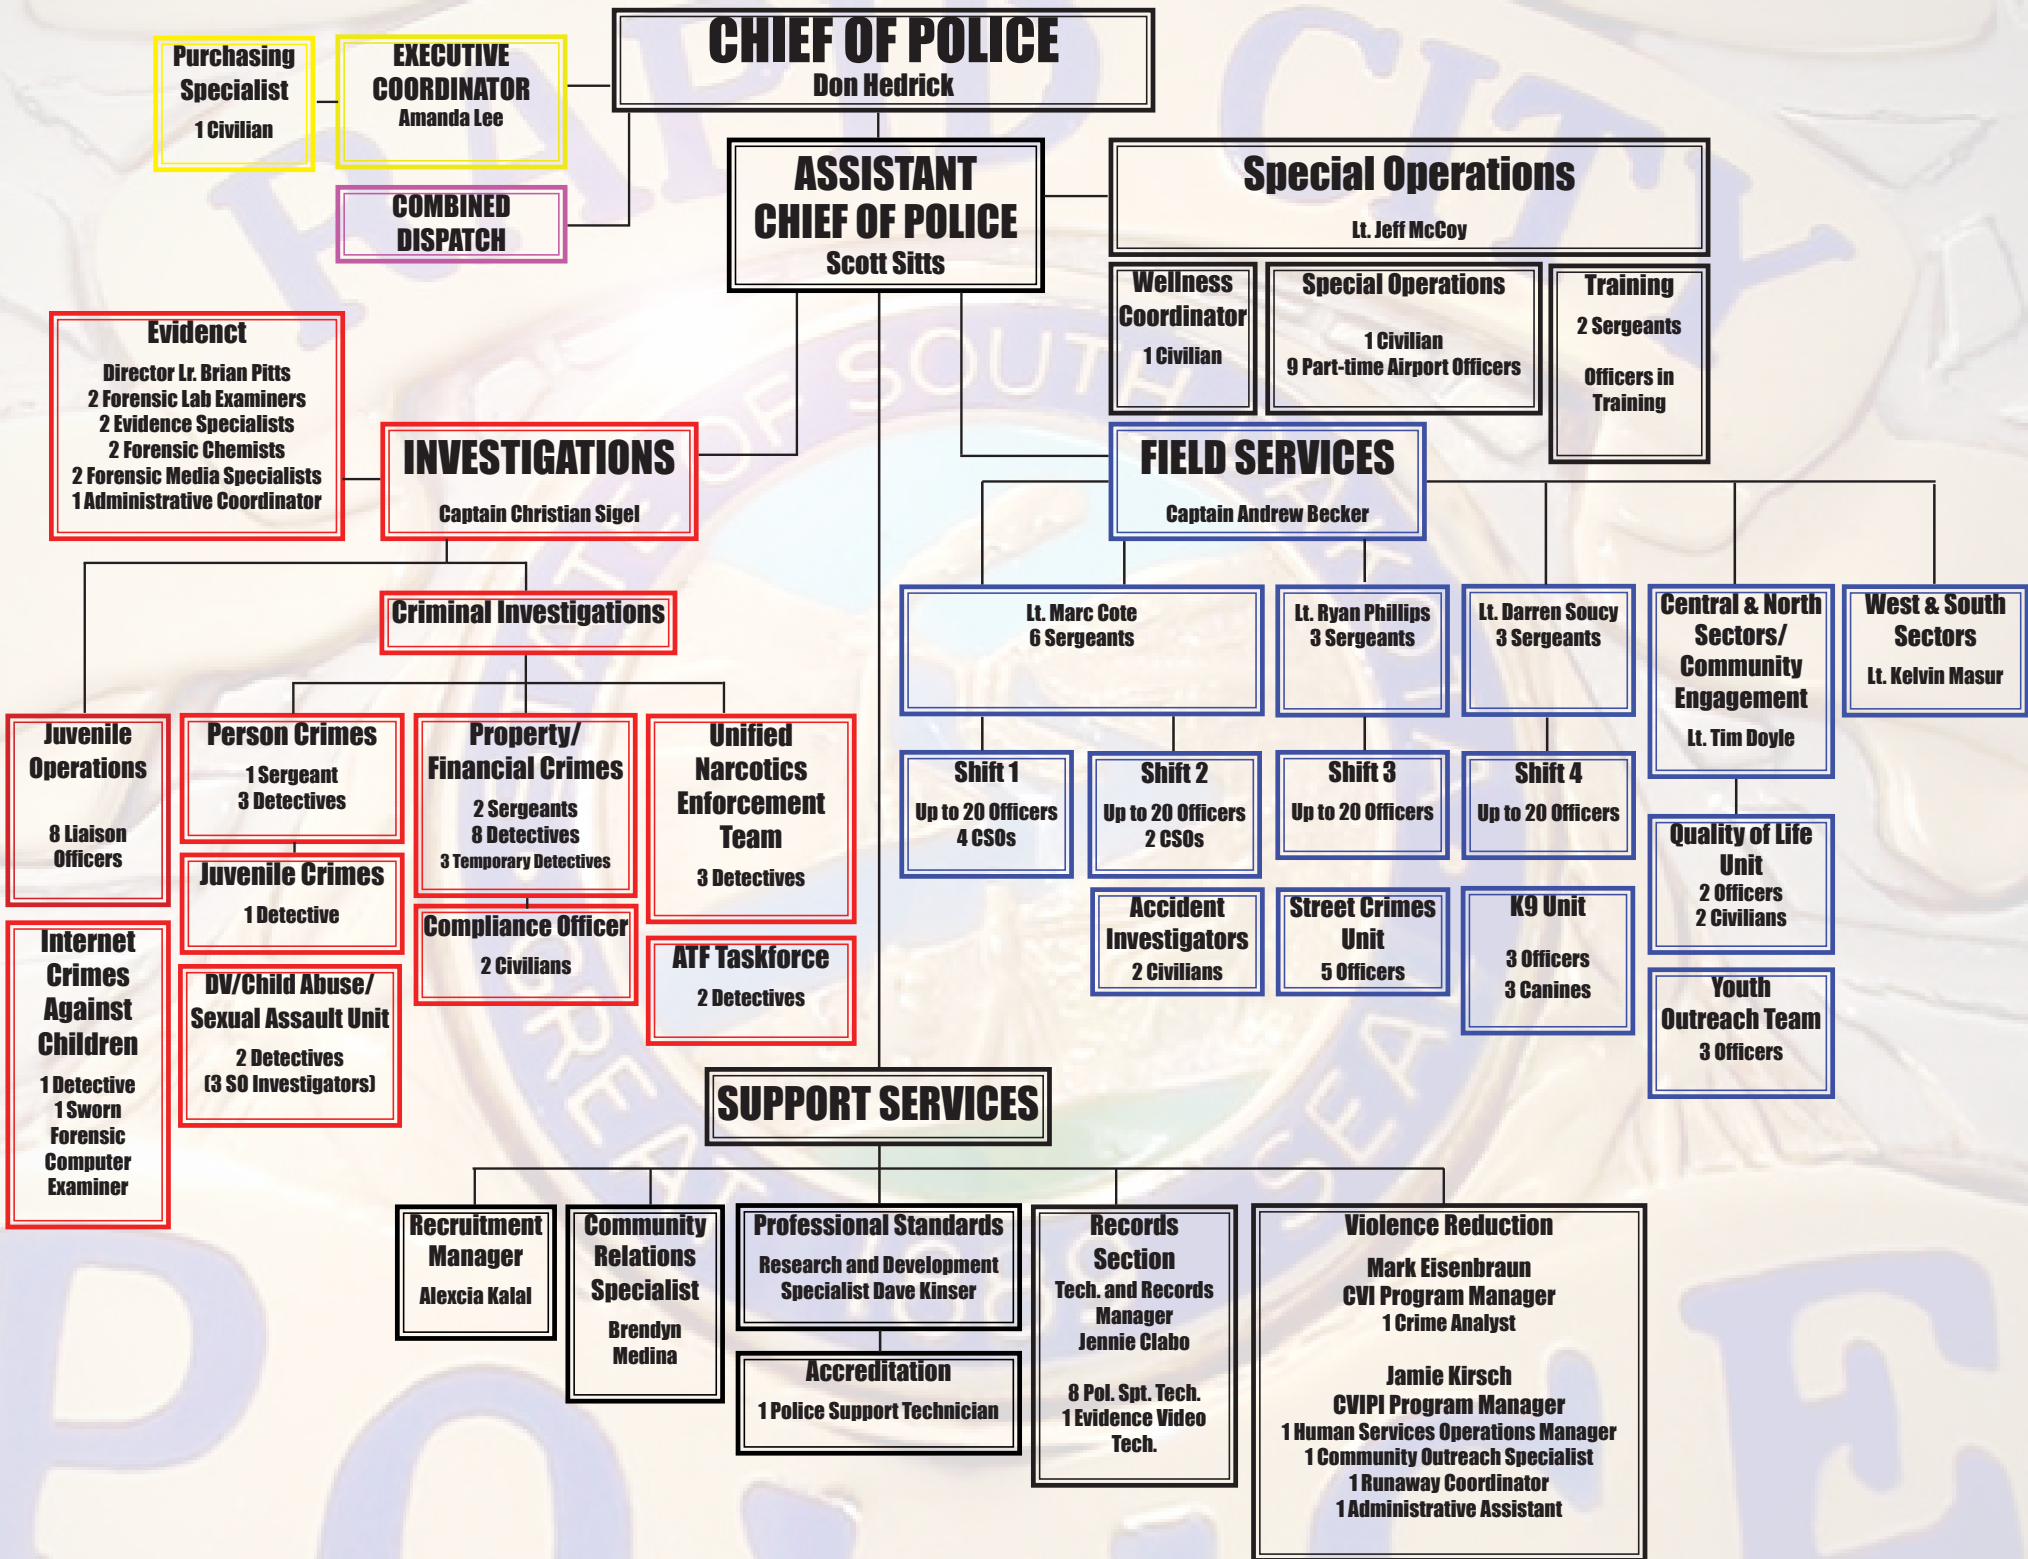 CHIEF OF POLICE
Don Hedrick
Purchasing
Specialist
1 Civilian
EXECUTIVE
COORDINATOR
Amanda Lee
COMBINED
DISPATCH
ASSISTANT
CHIEF OF POLICE
Scott Sitts
Special Operations
Lt. Jeff McCoy
Wellness
Coordinator
1 Civilian
Special Operations
1 Civilian
9 Part-time Airport Officers
Training
2 Sergeants
Officers in
Training
Evidenct
Director Lr. Brian Pitts
2 Forensic Lab Examiners
2 Evidence Specialists
2 Forensic Chemists
2 Forensic Media Specialists
1 Administrative Coordinator
INVESTIGATIONS
Captain Christian Sigel
FIELD SERVICES
Captain Andrew Becker
Criminal Investigations
Juvenile
Operations
8 Liaison
Officers
Person Crimes
1 Sergeant
3 Detectives
Property/
Financial Crimes
2 Sergeants
8 Detectives
3 Temporary Detectives
Unified
Narcotics
Enforcement
Team
3 Detectives
Juvenile Crimes
1 Detective
Compliance Officer
2 Civilians
ATF Taskforce
2 Detectives
Internet
Crimes
Against
Children
1 Detective
1 Sworn
Forensic
Computer
Examiner
DV/Child Abuse/
Sexual Assault Unit
2 Detectives
(3 SO Investigators)
Lt. Marc Cote
6 Sergeants
Lt. Ryan Phillips
3 Sergeants
Lt. Darren Soucy
3 Sergeants
Central & North
Sectors/
Community
Engagement
Lt. Tim Doyle
West & South
Sectors
Lt. Kelvin Masur
Shift 1
Up to 20 Officers
4 CSOs
Shift 2
Up to 20 Officers
2 CSOs
Shift 3
Up to 20 Officers
Shift 4
Up to 20 Officers
Quality of Life
Unit
2 Officers
2 Civilians
Accident
Investigators
2 Civilians
Street Crimes
Unit
5 Officers
K9 Unit
3 Officers
3 Canines
Youth
Outreach Team
3 Officers
SUPPORT SERVICES
Recruitment
Manager
Alexcia Kalal
Community
Relations
Specialist
Brendyn
Medina
Professional Standards
Research and Development
Specialist Dave Kinser
Accreditation
1 Police Support Technician
Records
Section
Tech. and Records
Manager
Jennie Clabo
8 Pol. Spt. Tech.
1 Evidence Video
Tech.
Violence Reduction
Mark Eisenbraun
CVI Program Manager
1 Crime Analyst
Jamie Kirsch
CVIPI Program Manager
1 Human Services Operations Manager
1 Community Outreach Specialist
1 Runaway Coordinator
1 Administrative Assistant
RAPID CITY
POLICE
STATE OF SOUTH DAKOTA
GREAT SEAL
1889